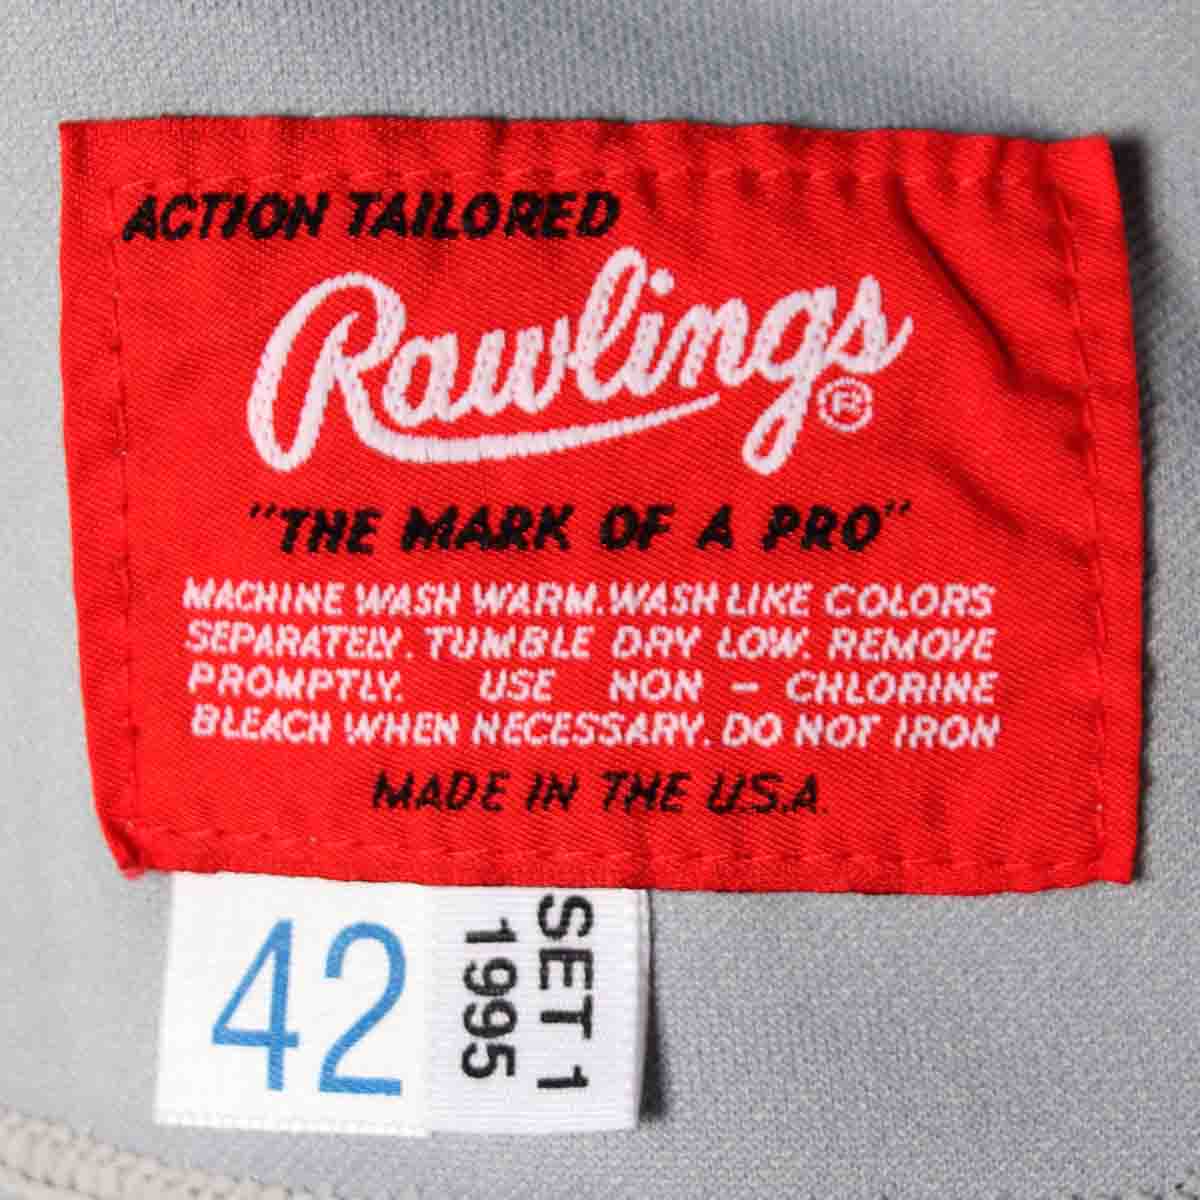 ACTION TAILORED
Rawlings ®
"THE MARK OF A PRO"
MACHINE WASH WARM. WASH LIKE COLORS
SEPARATELY. TUMBLE DRY LOW. REMOVE
PROMPTLY. USE NON - CHLORINE
BLEACH WHEN NECESSARY. DO NOT IRON
MADE IN THE U.S.A.
42
SET 1
1995